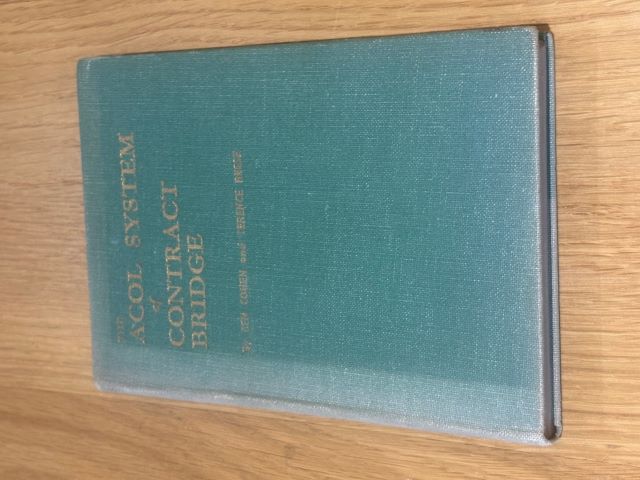 THE
ACOL SYSTEM
of
CONTRACT
BRIDGE
by BEN COHEN and TERENCE REESE